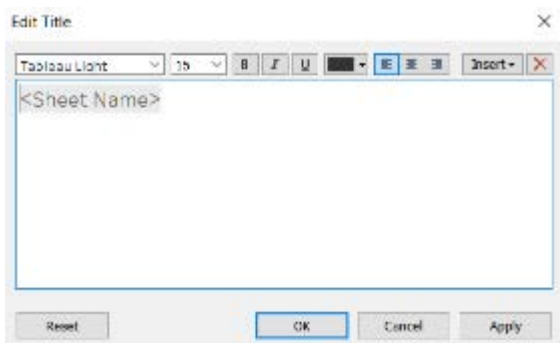 Edit Title
Tableau Light 15 B I U Insert
<Sheet Name>
Reset OK Cancel Apply